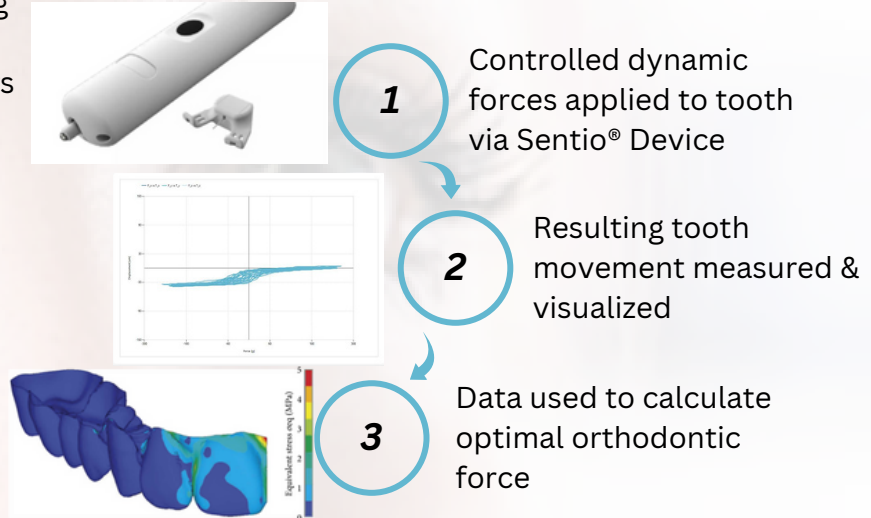 g
s
1
Controlled dynamic
forces applied to tooth
via Sentio® Device
2
Resulting tooth
movement measured &
visualized
3
Data used to calculate
optimal orthodontic
force
Equivalent stress eeq (MPa)
5
4
3
2
1
0